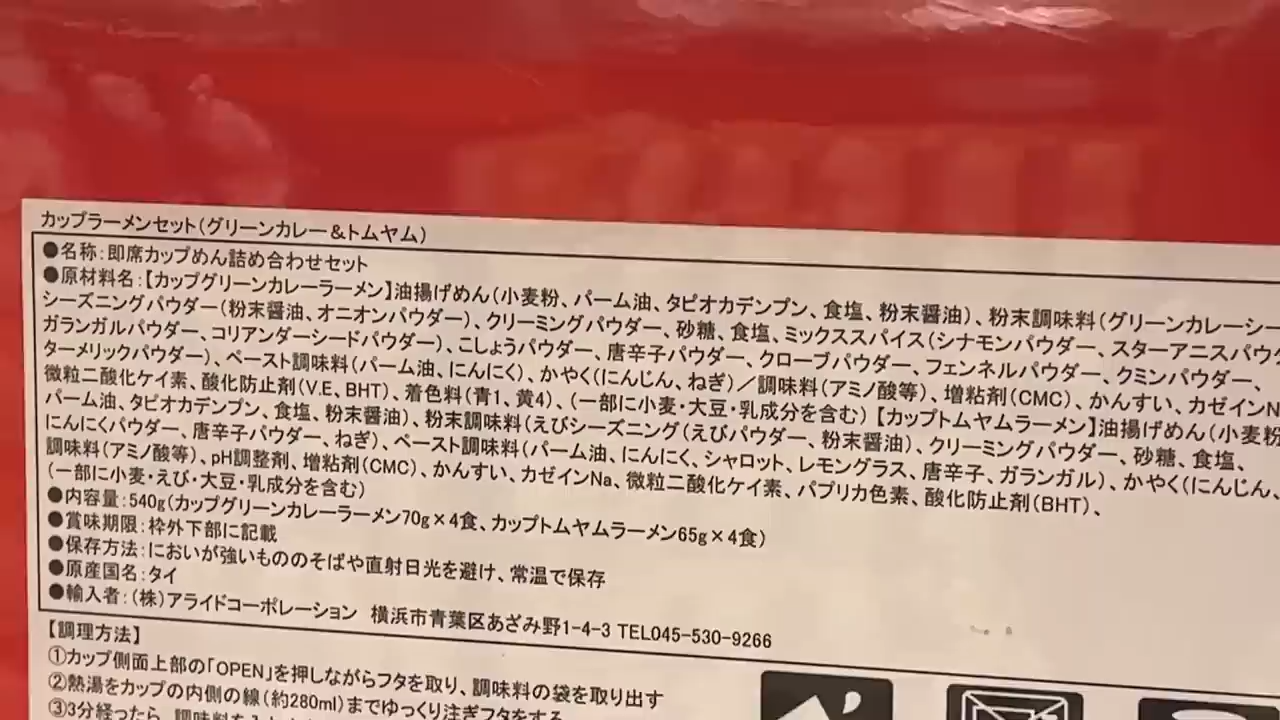 カップラーメンセット(グリーンカレー&トムヤム)
●名称:即席カップめん詰め合わせセット
●原材料名:【カップグリーンカレーラーメン】油揚げめん(小麦粉、パーム油、タピオカデンプン、食塩、粉末醤油)、粉末調味料(グリーンカレーシー
シーズニングパウダー(粉末醤油、オニオンパウダー)、クリーミングパウダー、砂糖、食塩、ミックススパイス(シナモンパウダー、スターアニスパウダ
ガランガルパウダー、コリアンダーシードパウダー)、こしょうパウダー、唐辛子パウダー、クローブパウダー、フェンネルパウダー、クミンパウダー、
ターメリックパウダー)、ペースト調味料(パーム油、にんにく)、かやく(にんじん、ねぎ)/調味料(アミノ酸等)、増粘剤(CMC)、かんすい、カゼインN
微粒二酸化ケイ素、酸化防止剤(V.E、BHT)、着色料(青1、黄4)、(一部に小麦・大豆・乳成分を含む)【カップトムヤムラーメン】油揚げめん(小麦粉
パーム油、タピオカデンプン、食塩、粉末醤油)、粉末調味料(えびシーズニング(えびパウダー、粉末醤油)、クリーミングパウダー、砂糖、食塩、
にんにくパウダー、唐辛子パウダー、ねぎ)、ペースト調味料(パーム油、にんにく、シャロット、レモングラス、唐辛子、ガランガル)、かやく(にんじん、
調味料(アミノ酸等)、pH調整剤、増粘剤(CMC)、かんすい、カゼインNa、微粒二酸化ケイ素、パプリカ色素、酸化防止剤(BHT)、
(一部に小麦・えび・大豆・乳成分を含む)
●内容量:540g(カップグリーンカレーラーメン70g×4食、カップトムヤムラーメン65g×4食)
●賞味期限:枠外下部に記載
●保存方法:においが強いもののそばや直射日光を避け、常温で保存
●原産国名:タイ
●輸入者:(株)アライドコーポレーション 横浜市青葉区あざみ野1-4-3 TEL045-530-9266
【調理方法】
①カップ側面上部の「OPEN」を押しながらフタを取り、調味料の袋を取り出す
②熱湯をカップの内側の線(約280ml)までゆっくり注ぎフタをする
③3分経ったら、調味料を